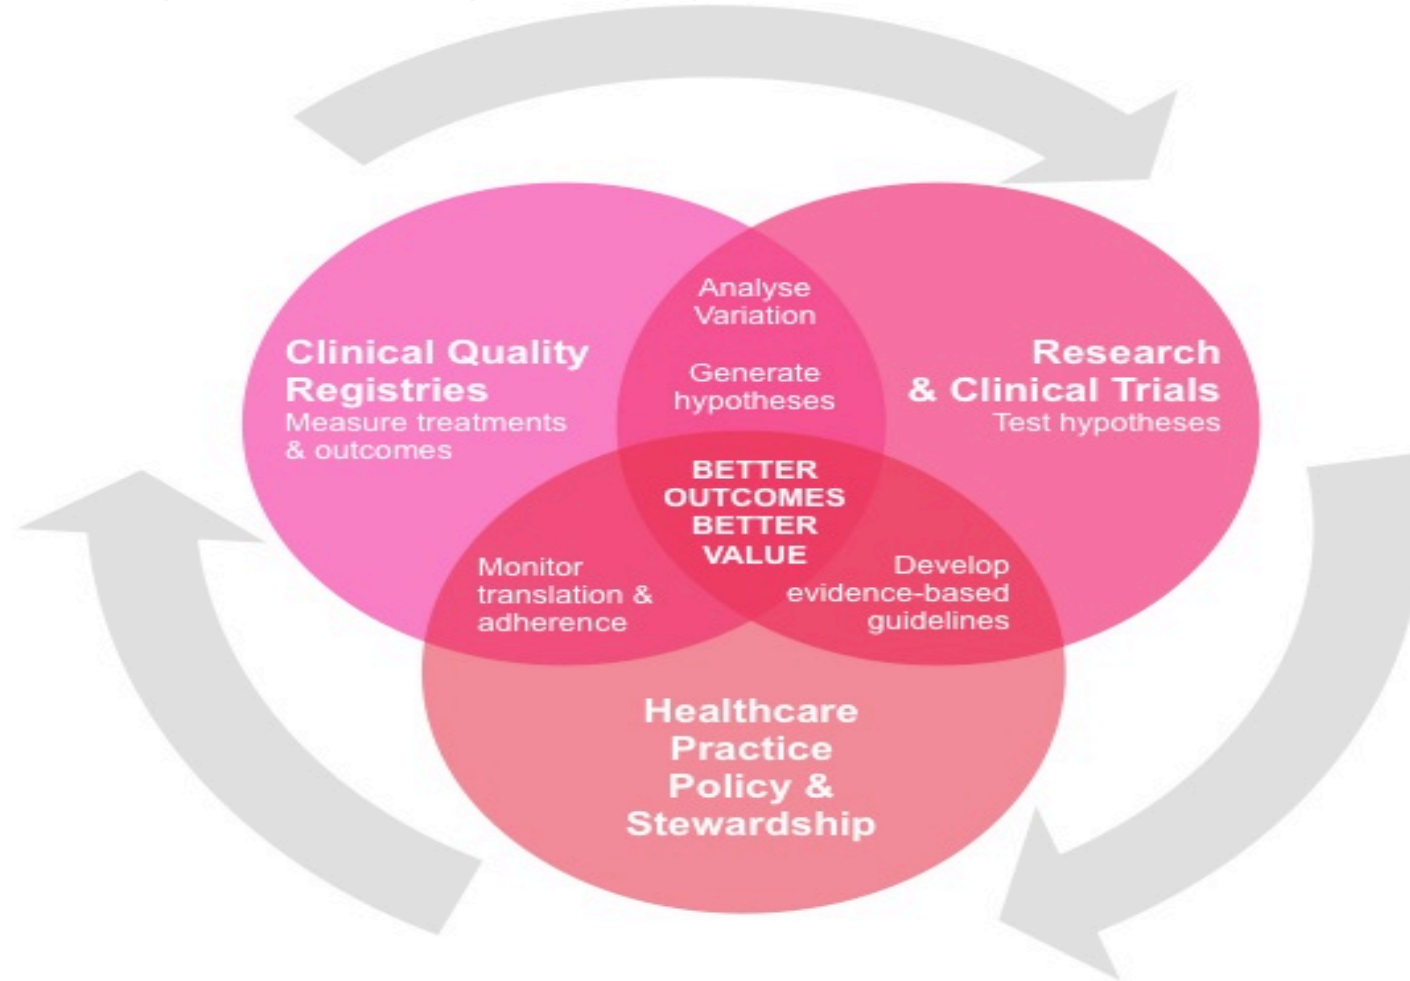 Analyse
Variation
Generate
hypotheses
Clinical Quality
Registries
Measure treatments
& outcomes
Research
& Clinical Trials
Test hypotheses
BETTER
OUTCOMES
BETTER
VALUE
Monitor
translation &
adherence
Develop
evidence-based
guidelines
Healthcare
Practice
Policy &
Stewardship